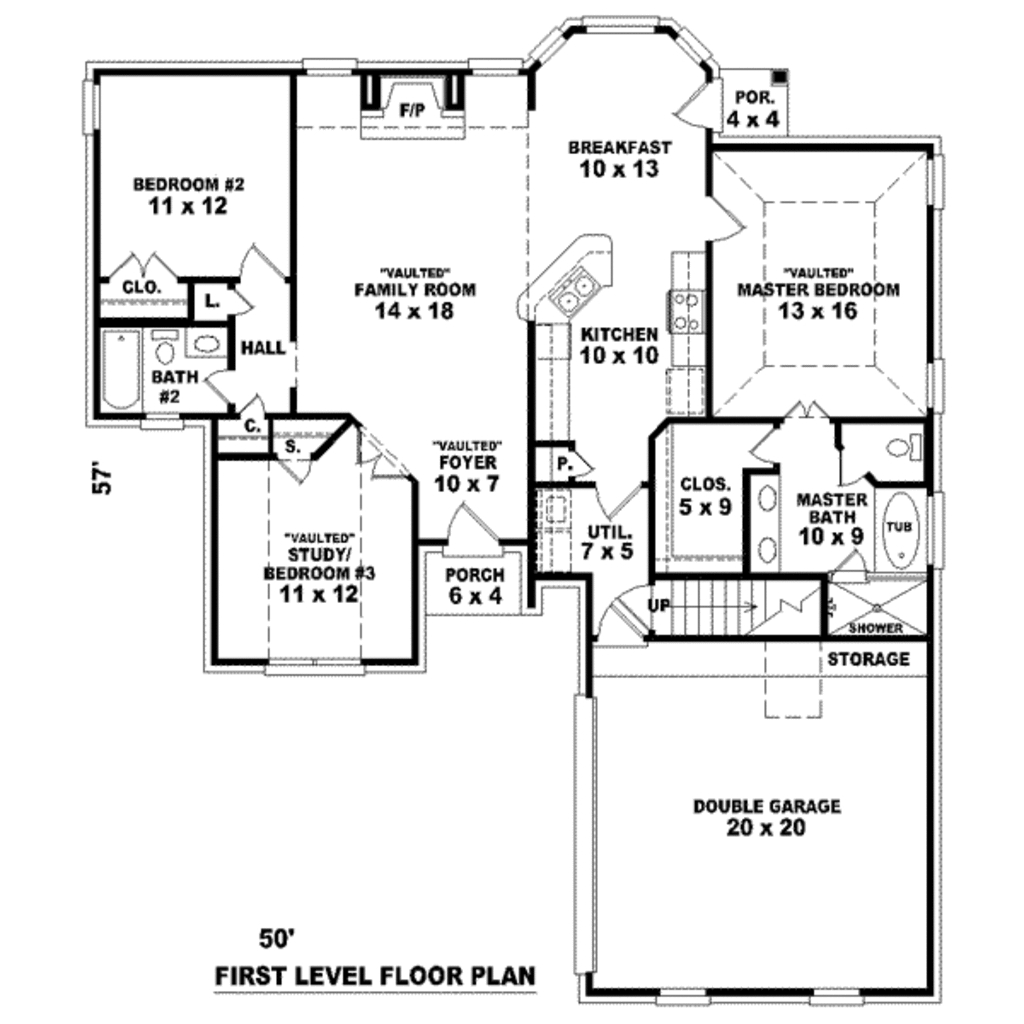 F/P
POR.
4 x 4
BREAKFAST
10 x 13
BEDROOM #2
11 x 12
"VAULTED"
FAMILY ROOM
14 x 18
"VAULTED"
MASTER BEDROOM
13 x 16
CLO.
L.
KITCHEN
10 x 10
HALL
BATH
#2
C.
S.
"VAULTED"
FOYER
10 x 7
P.
CLOS.
5 x 9
MASTER
BATH
10 x 9
TUB
57'
"VAULTED"
STUDY/
BEDROOM #3
11 x 12
UTIL.
7 x 5
PORCH
6 x 4
UP
SHOWER
STORAGE
DOUBLE GARAGE
20 x 20
50'
FIRST LEVEL FLOOR PLAN